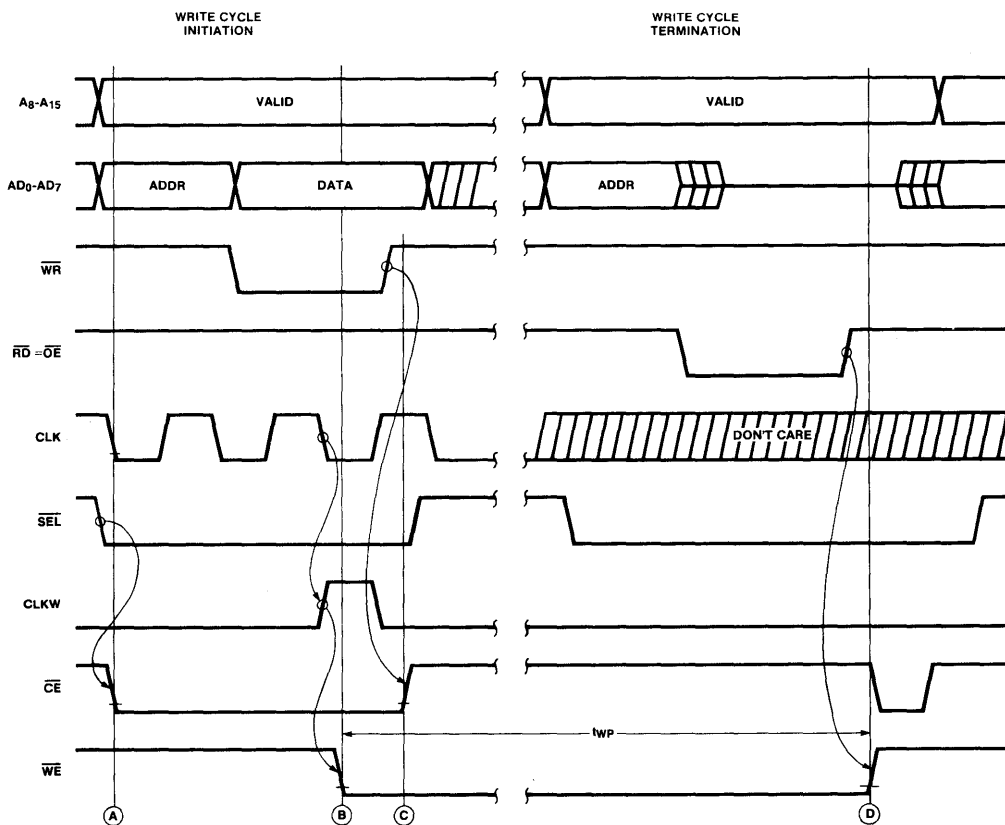 WRITE CYCLE
INITIATION
WRITE CYCLE
TERMINATION
A8-A15
VALID
VALID
AD0-AD7
ADDR
DATA
ADDR
WR
RD = OE
CLK
DON'T CARE
SEL
CLKW
CE
tWP
WE
A
B
C
D